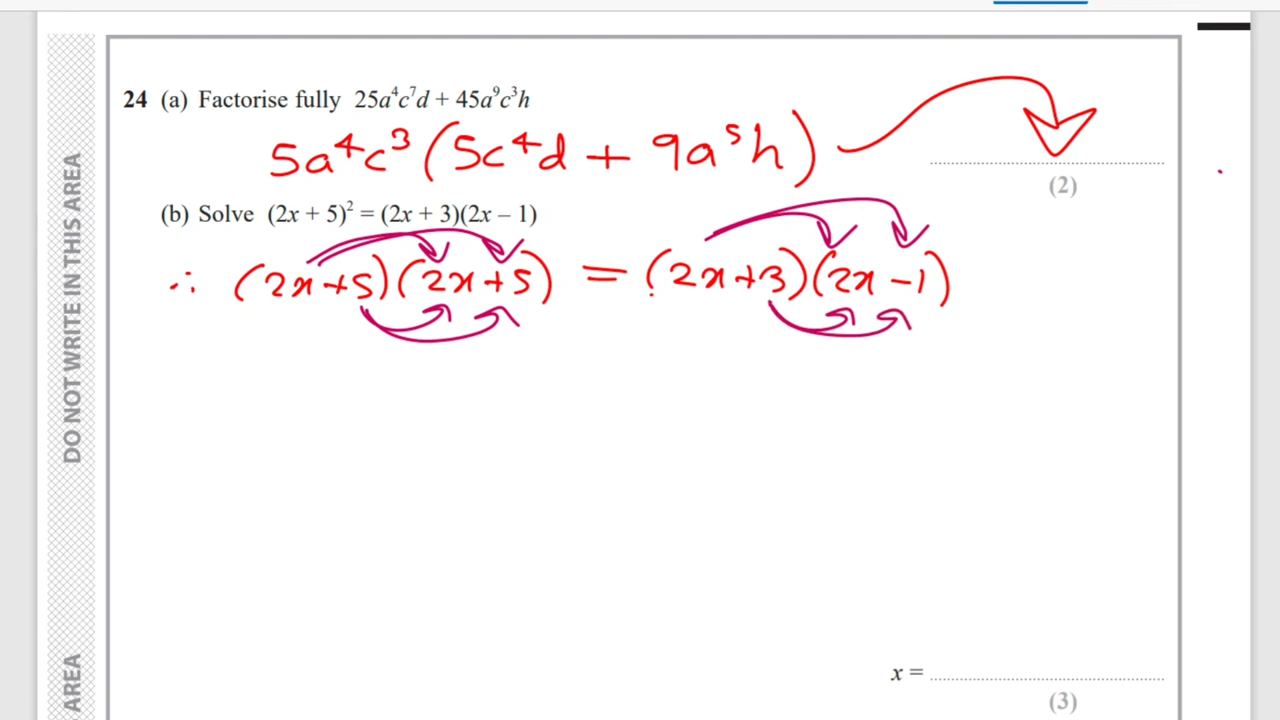 DO NOT WRITE IN THIS AREA
24 (a) Factorise fully 25a⁴c⁷d + 45a⁹c³h
5a⁴c³(5c⁴d + 9a⁵h)
(2)
(b) Solve (2x + 5)² = (2x + 3)(2x – 1)
∴ (2x+5)(2x+5) = (2x+3)(2x-1)
x =
(3)
AREA